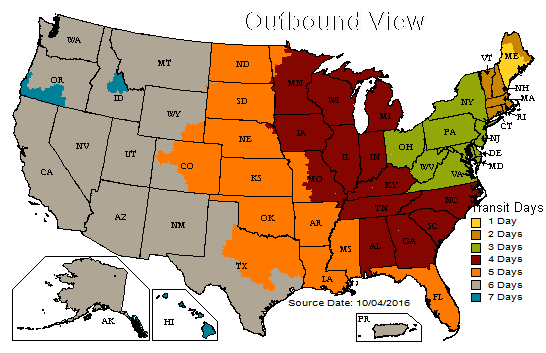 Outbound View
WA
MT
ND
MN
ME
VT
OR
ID
SD
WI
MI
NY
NH
MA
RI
CT
WY
NE
IA
PA
NJ
NV
UT
CO
IL
IN
OH
DE
MD
WV
VA
CA
KS
MO
KY
NC
TN
AZ
NM
OK
AR
SC
MS
AL
GA
TX
LA
FL
AK
HI
PR
Transit Days
1 Day
2 Days
3 Days
4 Days
5 Days
6 Days
7 Days
Source Date: 10/04/2016